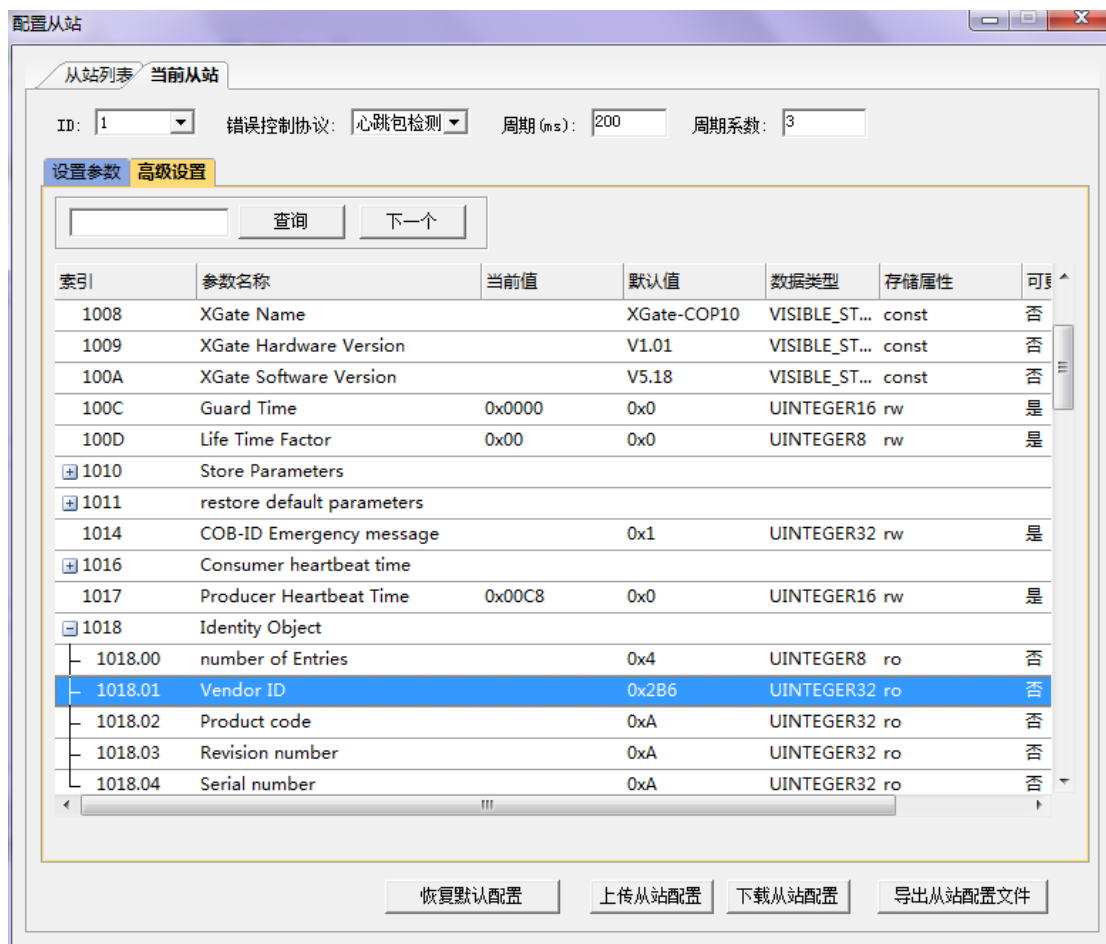 配置从站
从站列表 当前从站
ID: 1 错误控制协议: 心跳包检测 周期(ms): 200 周期系数: 3
设置参数 高级设置
查询 下一个
索引 参数名称 当前值 默认值 数据类型 存储属性
1008 XGate Name XGate-COP10 VISIBLE_ST... const 否
1009 XGate Hardware Version V1.01 VISIBLE_ST... const 否
100A XGate Software Version V5.18 VISIBLE_ST... const 否
100C Guard Time 0x0000 0x0 UINTEGER16 rw 是
100D Life Time Factor 0x00 0x0 UINTEGER8 rw 是
1010 Store Parameters
1011 restore default parameters
1014 COB-ID Emergency message 0x1 UINTEGER32 rw 是
1016 Consumer heartbeat time
1017 Producer Heartbeat Time 0x00C8 0x0 UINTEGER16 rw 是
1018 Identity Object
1018.00 number of Entries 0x4 UINTEGER8 ro 否
1018.01 Vendor ID 0x2B6 UINTEGER32 ro 否
1018.02 Product code 0xA UINTEGER32 ro 否
1018.03 Revision number 0xA UINTEGER32 ro 否
1018.04 Serial number 0xA UINTEGER32 ro 否
恢复默认配置 上传从站配置 下载从站配置 导出从站配置文件